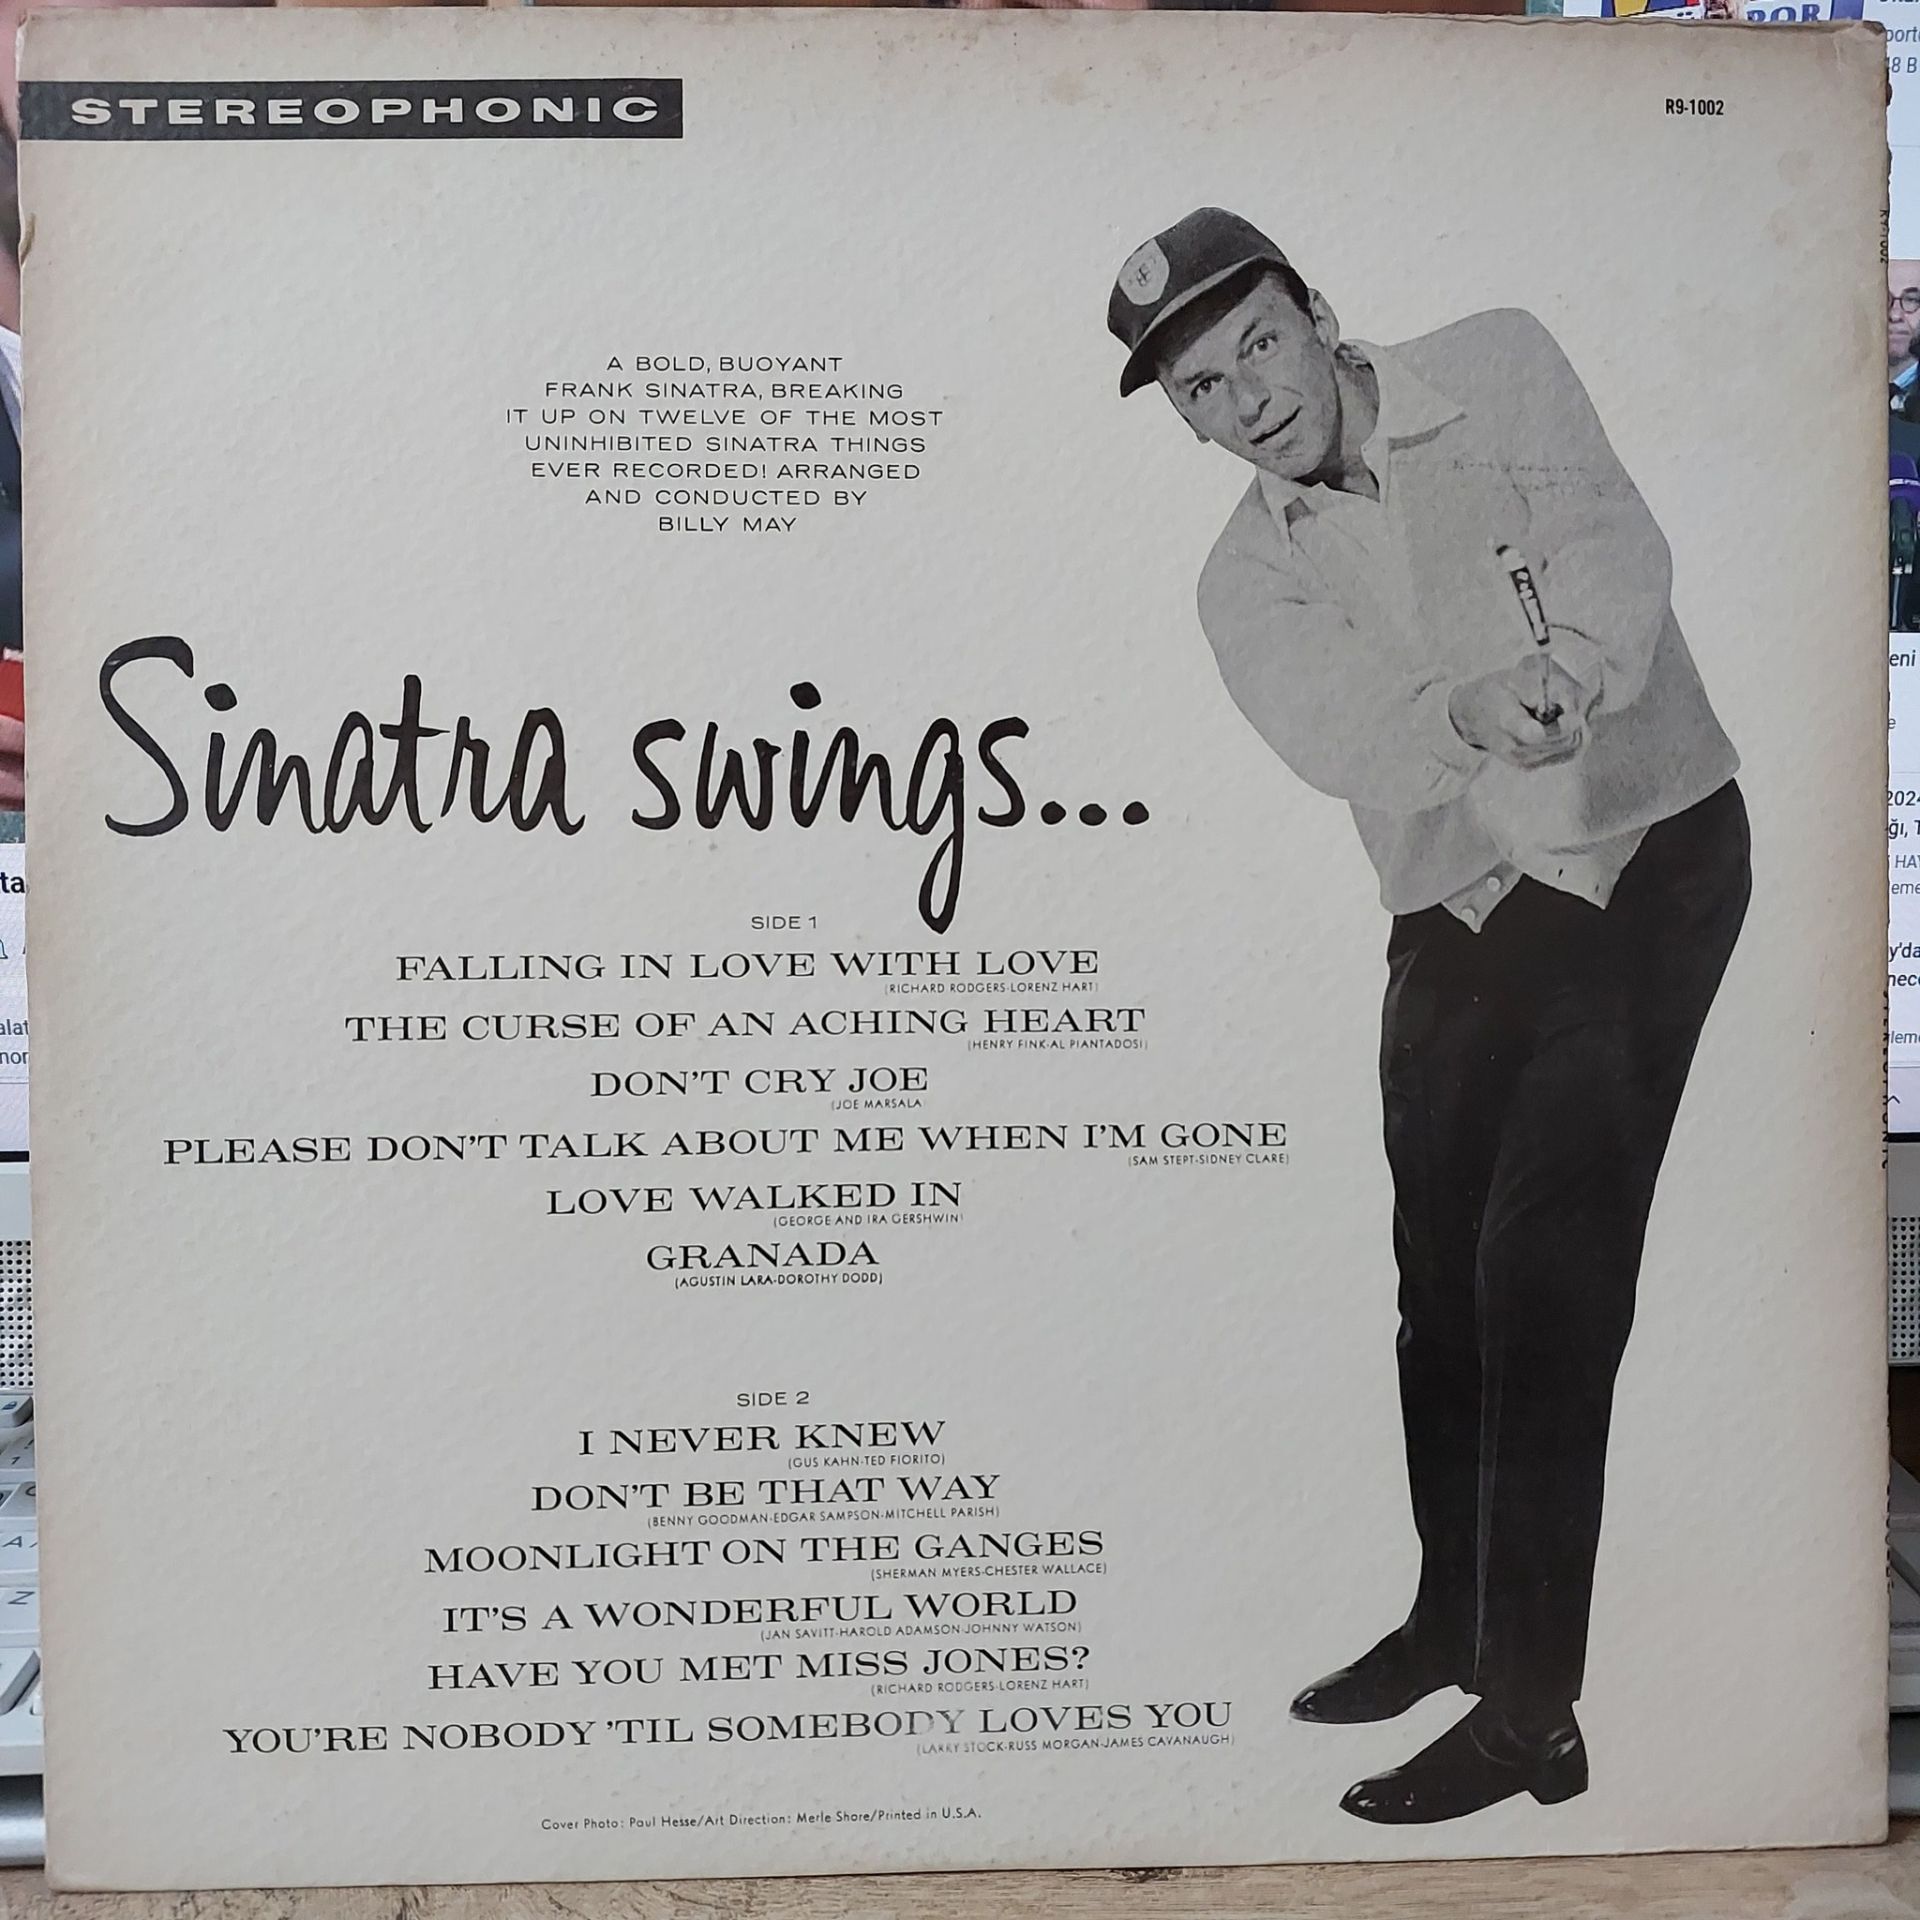 STEREOPHONIC
R9-1002
A BOLD, BUOYANT
FRANK SINATRA, BREAKING
IT UP ON TWELVE OF THE MOST
UNINHIBITED SINATRA THINGS
EVER RECORDED! ARRANGED
AND CONDUCTED BY
BILLY MAY
Sinatra swings...
SIDE 1
FALLING IN LOVE WITH LOVE
(RICHARD RODGERS-LORENZ HART)
THE CURSE OF AN ACHING HEART
(HENRY FINK-AL PIANTADOSI)
DON'T CRY JOE
(JOE MARSALA)
PLEASE DON'T TALK ABOUT ME WHEN I'M GONE
(SAM STEPT-SIDNEY CLARE)
LOVE WALKED IN
(GEORGE AND IRA GERSHWIN)
GRANADA
(AGUSTIN LARA-DOROTHY DODD)
SIDE 2
I NEVER KNEW
(GUS KAHN-TED FIORITO)
DON'T BE THAT WAY
(BENNY GOODMAN-EDGAR SAMPSON-MITCHELL PARISH)
MOONLIGHT ON THE GANGES
(SHERMAN MYERS-CHESTER WALLACE)
IT'S A WONDERFUL WORLD
(JAN SAVITT-HAROLD ADAMSON-JOHNNY WATSON)
HAVE YOU MET MISS JONES?
(RICHARD RODGERS-LORENZ HART)
YOU'RE NOBODY 'TIL SOMEBODY LOVES YOU
(LARRY STOCK-RUSS MORGAN-JAMES CAVANAUGH)
Cover Photo: Paul Hesse/Art Direction: Merle Shore/Printed in U.S.A.